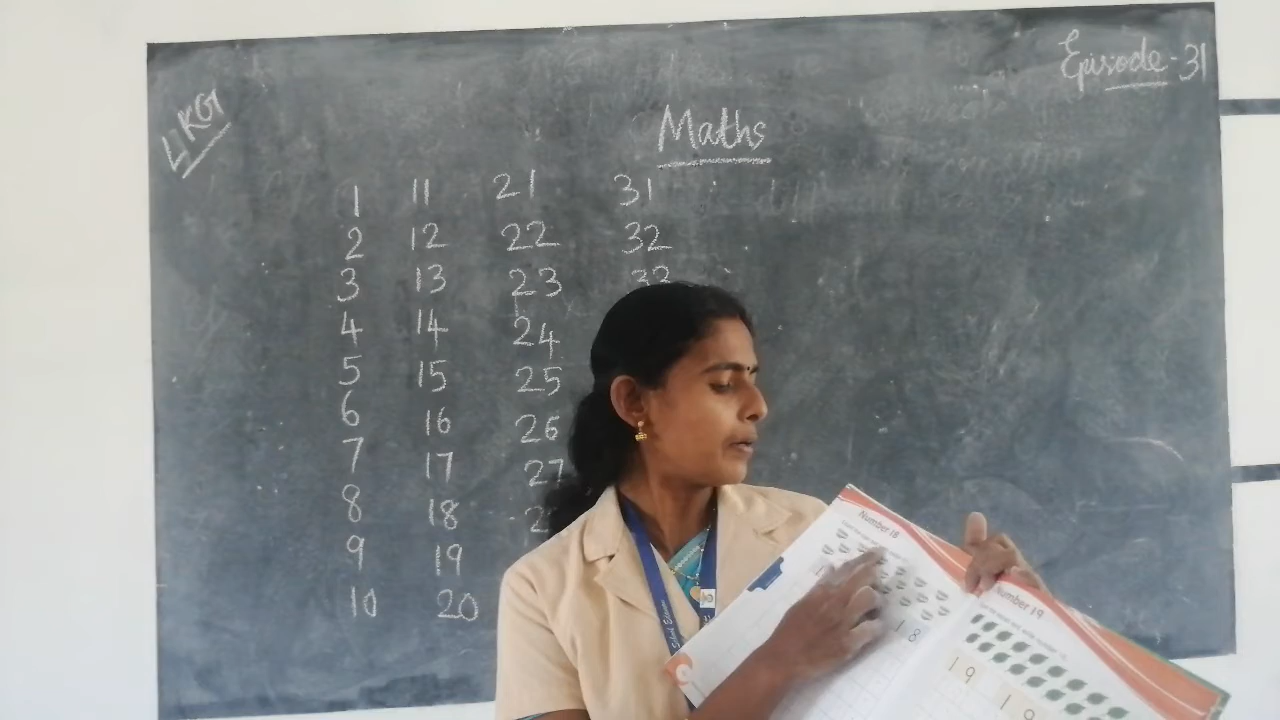 LKG
Episode-31
Maths
1 11 21 31
2 12 22 32
3 13 23 33
4 14 24
5 15 25
6 16 26
7 17 27
8 18 2
9 19
10 20
Number 18
18
Number 19
19 19